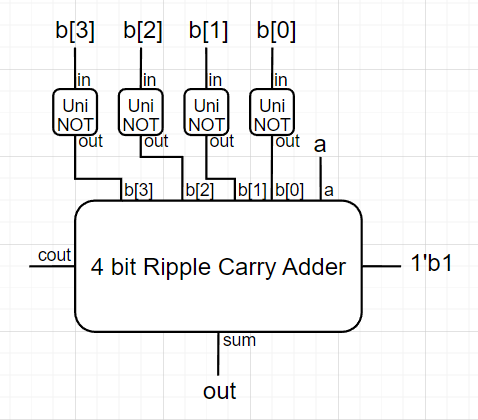 b[3] b[2] b[1] b[0]
in in in in
Uni Uni Uni Uni
NOT NOT NOT NOT
out out out out
a
b[3] b[2] b[1] b[0] a
cout 4 bit Ripple Carry Adder 1'b1
sum
out